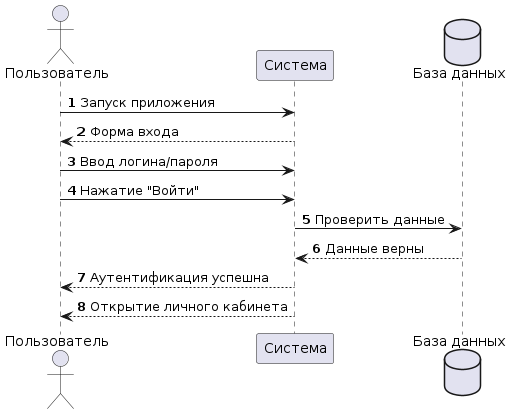 Пользователь
Система
База данных
1 Запуск приложения
2 Форма входа
3 Ввод логина/пароля
4 Нажатие "Войти"
5 Проверить данные
6 Данные верны
7 Аутентификация успешна
8 Открытие личного кабинета
Пользователь
Система
База данных